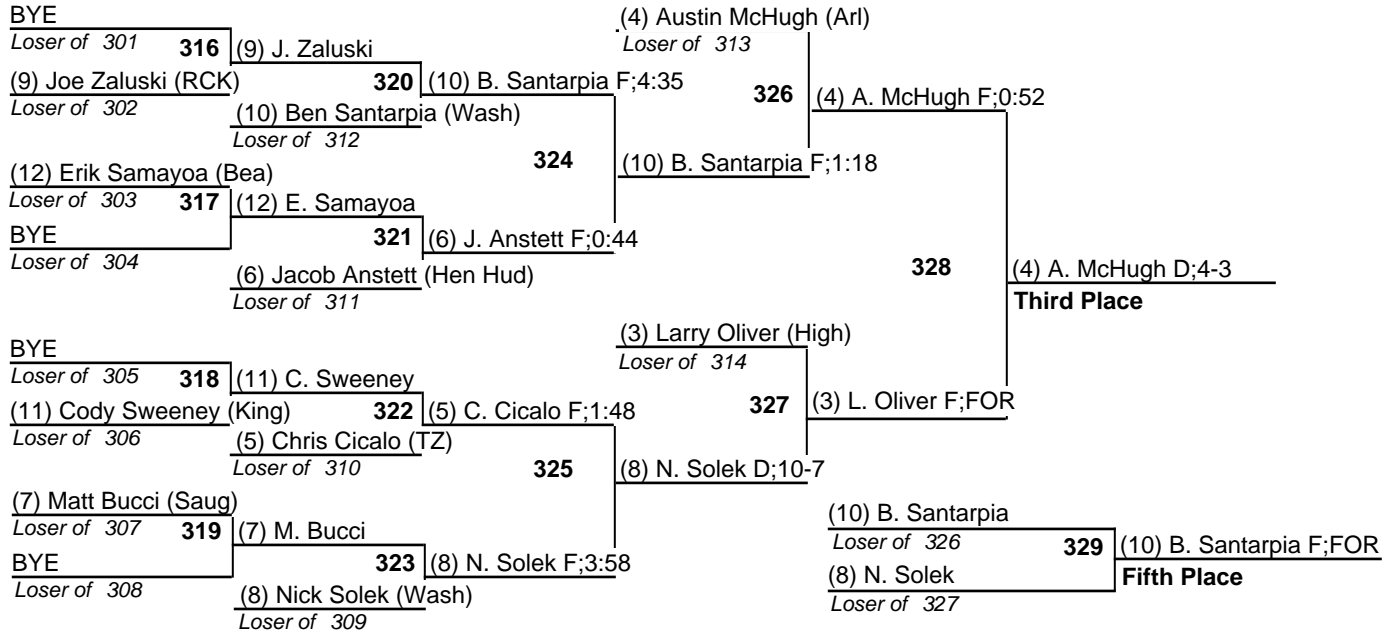 BYE
Loser of 301
316
(9) J. Zaluski
(9) Joe Zaluski (RCK)
Loser of 302
320
(10) B. Santarpia F;4:35
(10) Ben Santarpia (Wash)
Loser of 312
(12) Erik Samayoa (Bea)
Loser of 303
317
(12) E. Samayoa
BYE
Loser of 304
321
(6) J. Anstett F;0:44
(6) Jacob Anstett (Hen Hud)
Loser of 311
324
(10) B. Santarpia F;1:18
(4) Austin McHugh (Arl)
Loser of 313
326
(4) A. McHugh F;0:52
BYE
Loser of 305
318
(11) C. Sweeney
(11) Cody Sweeney (King)
Loser of 306
322
(5) C. Cicalo F;1:48
(5) Chris Cicalo (TZ)
Loser of 310
(7) Matt Bucci (Saug)
Loser of 307
319
(7) M. Bucci
BYE
Loser of 308
323
(8) N. Solek F;3:58
(8) Nick Solek (Wash)
Loser of 309
325
(8) N. Solek D;10-7
(3) Larry Oliver (High)
Loser of 314
327
(3) L. Oliver F;FOR
328
(4) A. McHugh D;4-3
Third Place
(10) B. Santarpia
Loser of 326
329
(10) B. Santarpia F;FOR
(8) N. Solek
Fifth Place
Loser of 327